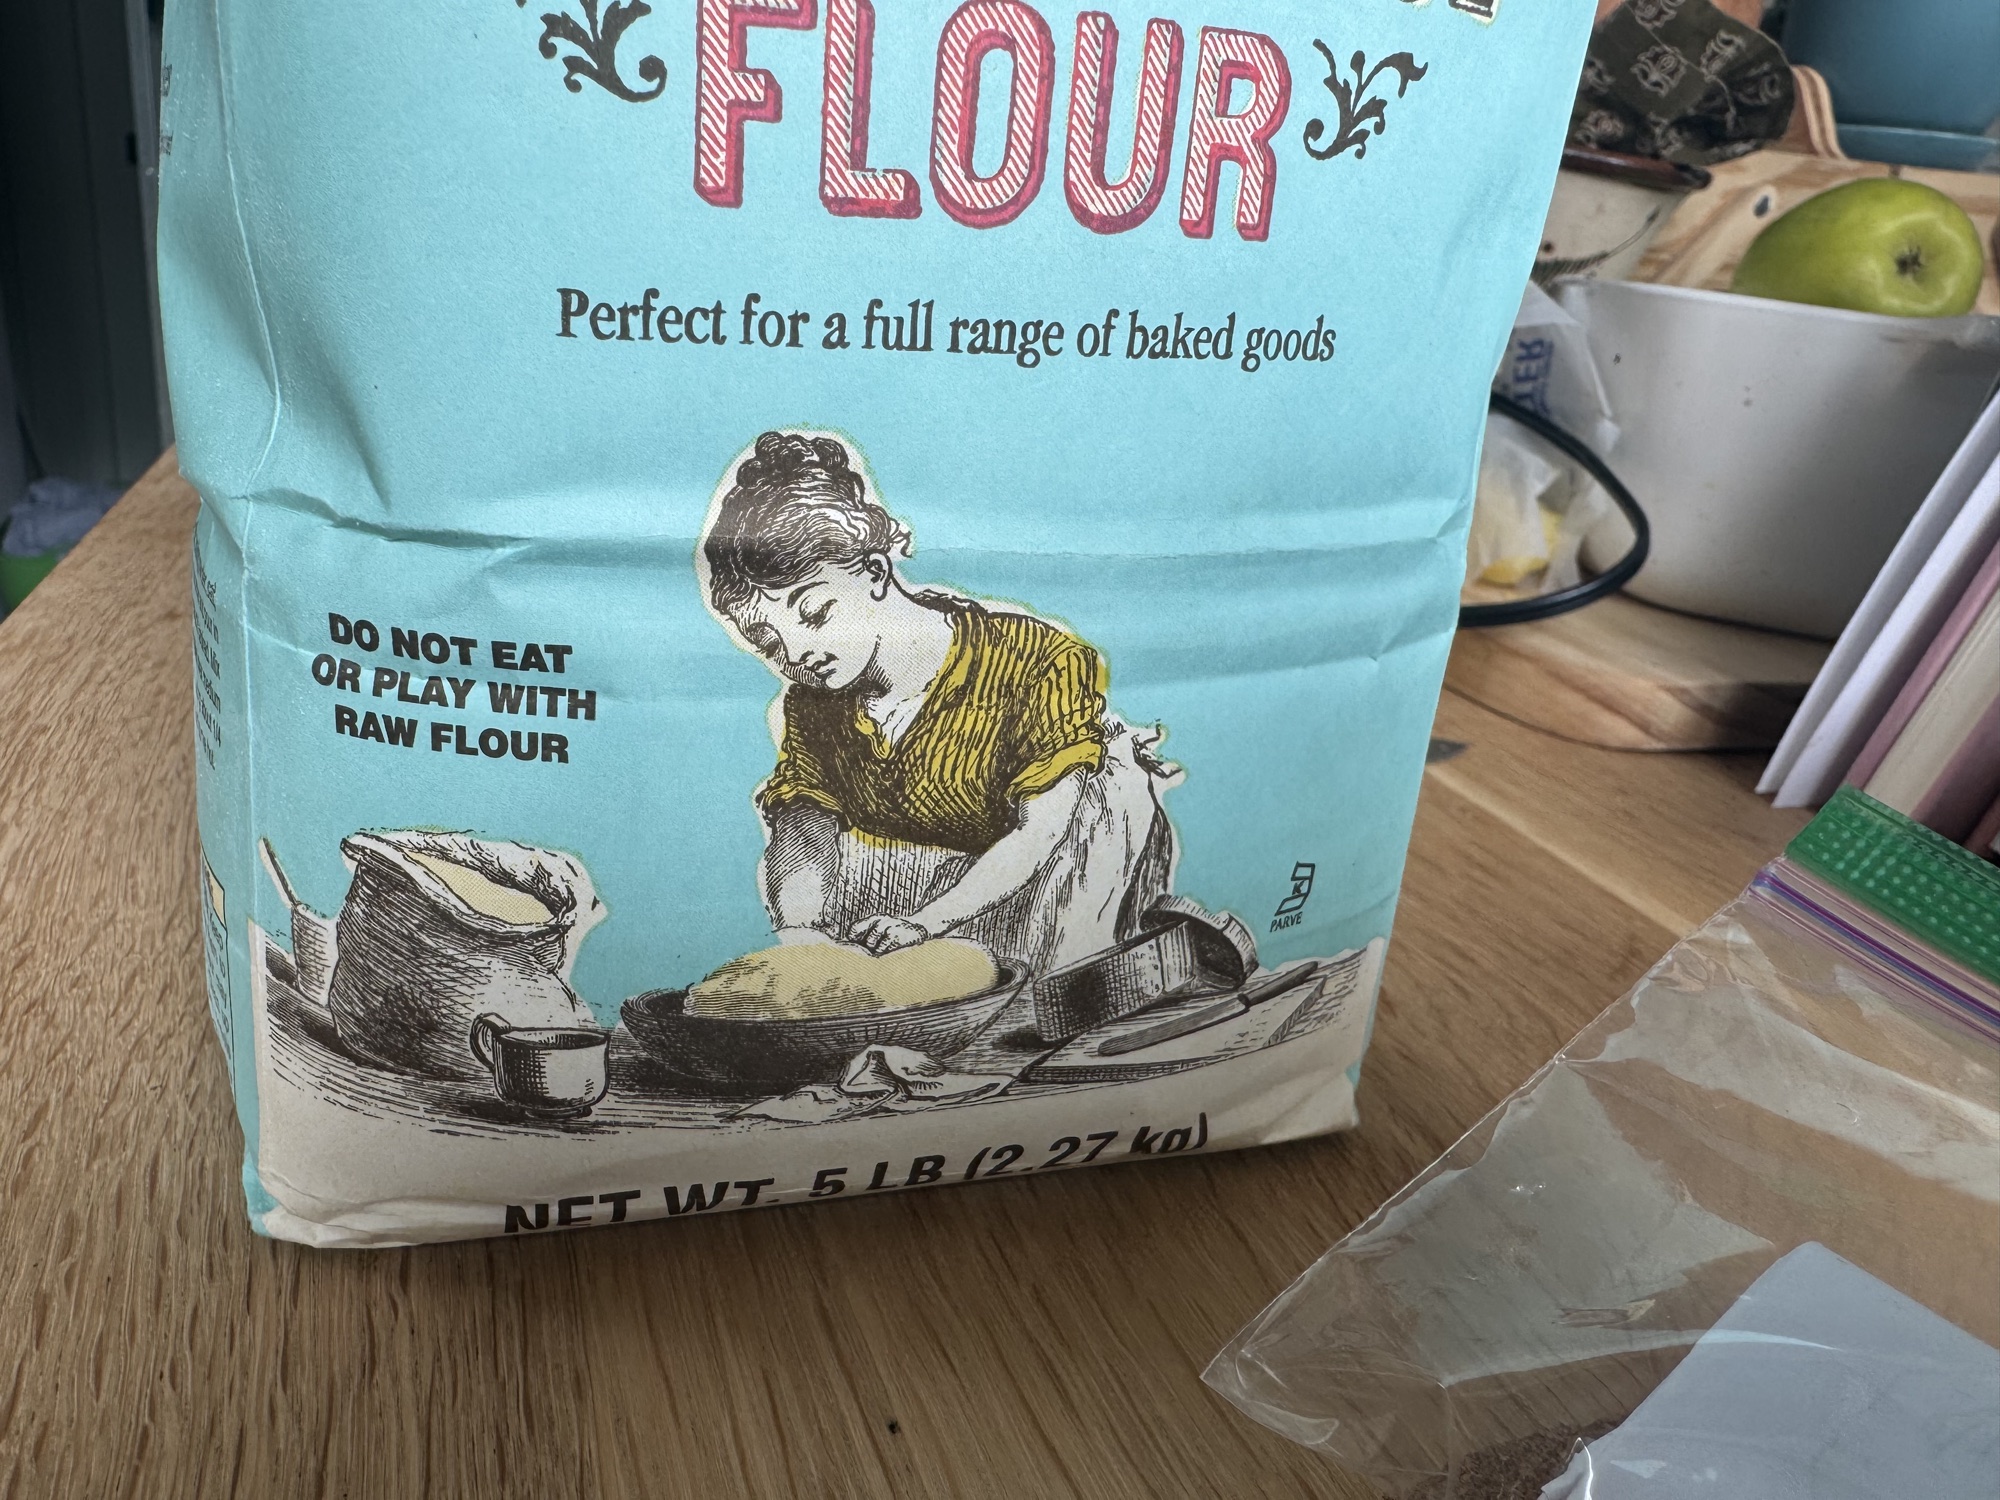 FLOUR
Perfect for a full range of baked goods
DO NOT EAT
OR PLAY WITH
RAW FLOUR
K
PARVE
NET WT. 5 LB (2.27 kg)